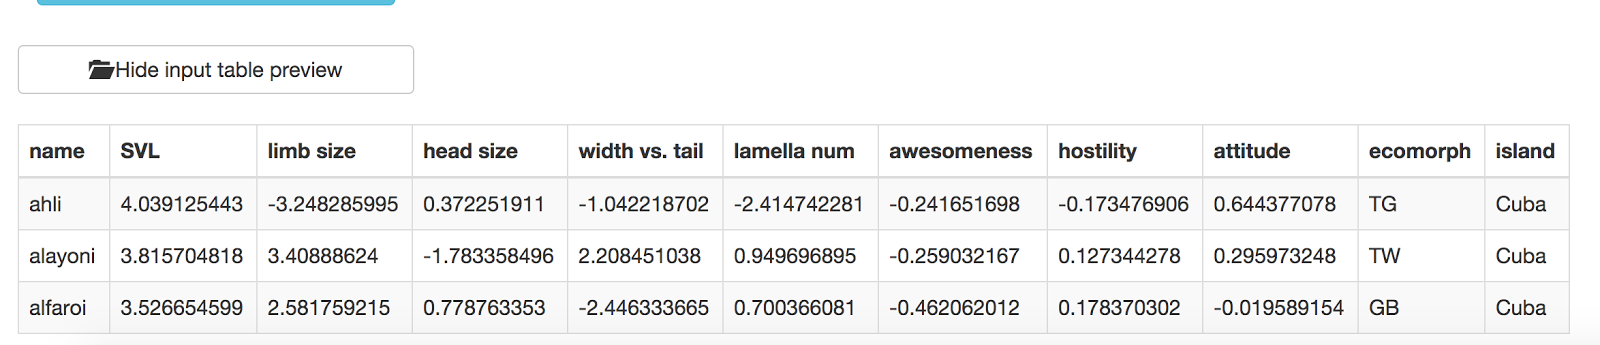 Hide input table preview
name SVL limb size head size width vs. tail lamella num awesomeness hostility attitude ecomorph island
ahli 4.039125443 -3.248285995 0.372251911 -1.042218702 -2.414742281 -0.241651698 -0.173476906 0.644377078 TG Cuba
alayoni 3.815704818 3.40888624 -1.783358496 2.208451038 0.949696895 -0.259032167 0.127344278 0.295973248 TW Cuba
alfaroi 3.526654599 2.581759215 0.778763353 -2.446333665 0.700366081 -0.462062012 0.178370302 -0.019589154 GB Cuba